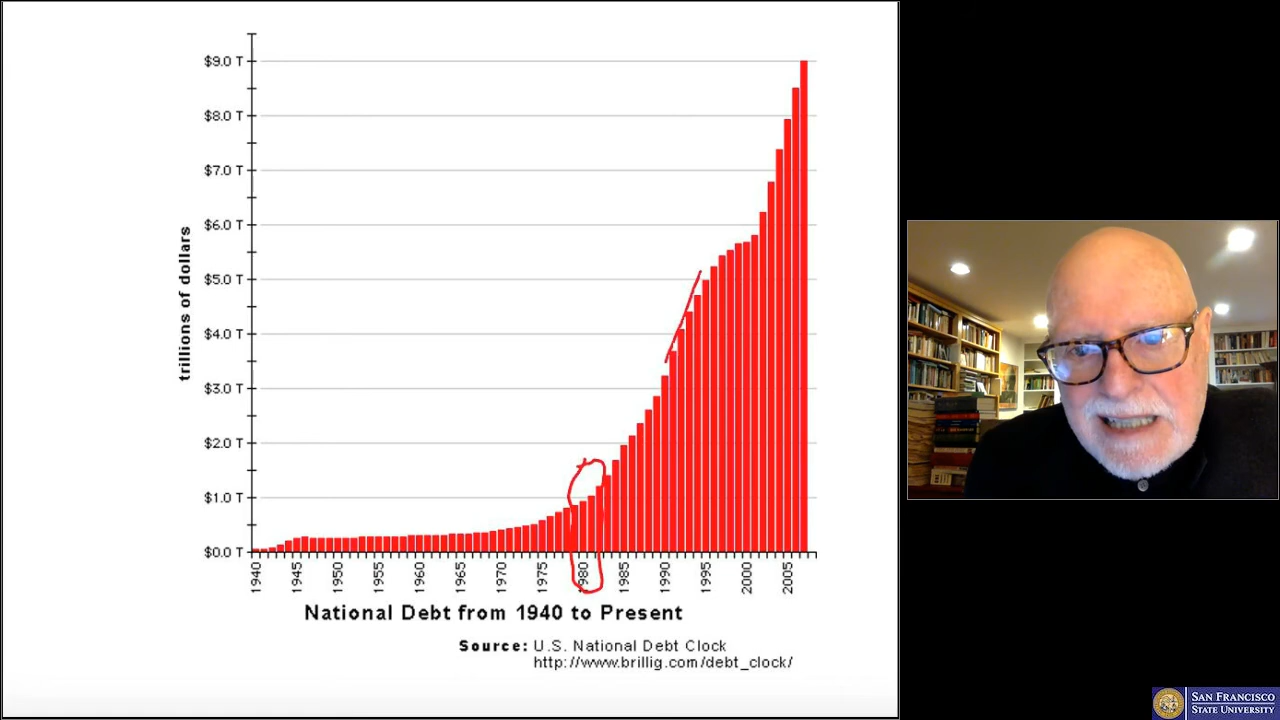 $9.0 T
$8.0 T
$7.0 T
$6.0 T
$5.0 T
$4.0 T
$3.0 T
$2.0 T
$1.0 T
$0.0 T
trillions of dollars
1940
1945
1950
1955
1960
1965
1970
1975
1980
1985
1990
1995
2000
2005
National Debt from 1940 to Present
Source: U.S. National Debt Clock
http://www.brillig.com/debt_clock/
SAN FRANCISCO
STATE UNIVERSITY